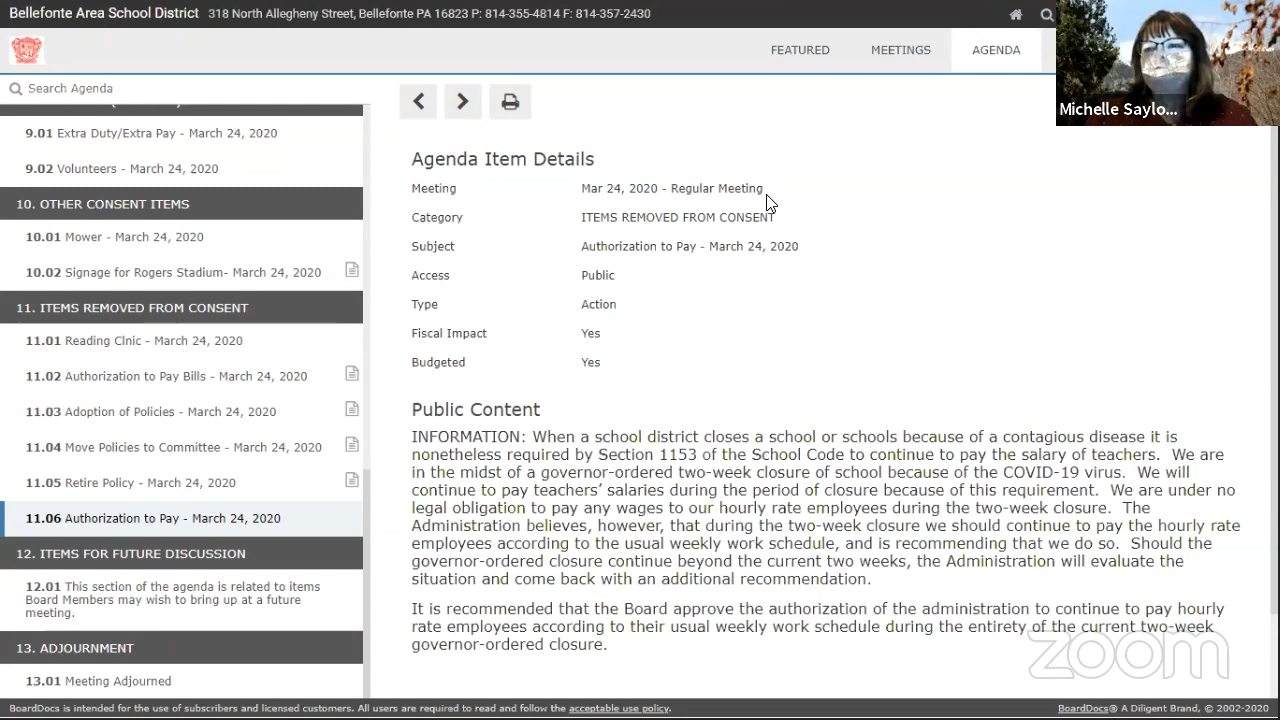 Bellefonte Area School District 318 North Allegheny Street, Bellefonte PA 16823 P: 814-355-4814 F: 814-357-2430
FEATURED MEETINGS AGENDA
Michelle Saylo...
Search Agenda
9.01 Extra Duty/Extra Pay - March 24, 2020
9.02 Volunteers - March 24, 2020
10. OTHER CONSENT ITEMS
10.01 Mower - March 24, 2020
10.02 Signage for Rogers Stadium- March 24, 2020
11. ITEMS REMOVED FROM CONSENT
11.01 Reading Clnic - March 24, 2020
11.02 Authorization to Pay Bills - March 24, 2020
11.03 Adoption of Policies - March 24, 2020
11.04 Move Policies to Committee - March 24, 2020
11.05 Retire Policy - March 24, 2020
11.06 Authorization to Pay - March 24, 2020
12. ITEMS FOR FUTURE DISCUSSION
12.01 This section of the agenda is related to items
Board Members may wish to bring up at a future
meeting.
13. ADJOURNMENT
13.01 Meeting Adjourned
Agenda Item Details
Meeting Mar 24, 2020 - Regular Meeting
Category ITEMS REMOVED FROM CONSENT
Subject Authorization to Pay - March 24, 2020
Access Public
Type Action
Fiscal Impact Yes
Budgeted Yes
Public Content
INFORMATION: When a school district closes a school or schools because of a contagious disease it is
nonetheless required by Section 1153 of the School Code to continue to pay the salary of teachers. We are
in the midst of a governor-ordered two-week closure of school because of the COVID-19 virus. We will
continue to pay teachers' salaries during the period of closure because of this requirement. We are under no
legal obligation to pay any wages to our hourly rate employees during the two-week closure. The
Administration believes, however, that during the two-week closure we should continue to pay the hourly rate
employees according to the usual weekly work schedule, and is recommending that we do so. Should the
governor-ordered closure continue beyond the current two weeks, the Administration will evaluate the
situation and come back with an additional recommendation.
It is recommended that the Board approve the authorization of the administration to continue to pay hourly
rate employees according to their usual weekly work schedule during the entirety of the current two-week
governor-ordered closure.
zoom
BoardDocs is intended for the use of subscribers and licensed customers. All users are required to read and follow the acceptable use policy.
BoardDocs® A Diligent Brand, © 2002-2020